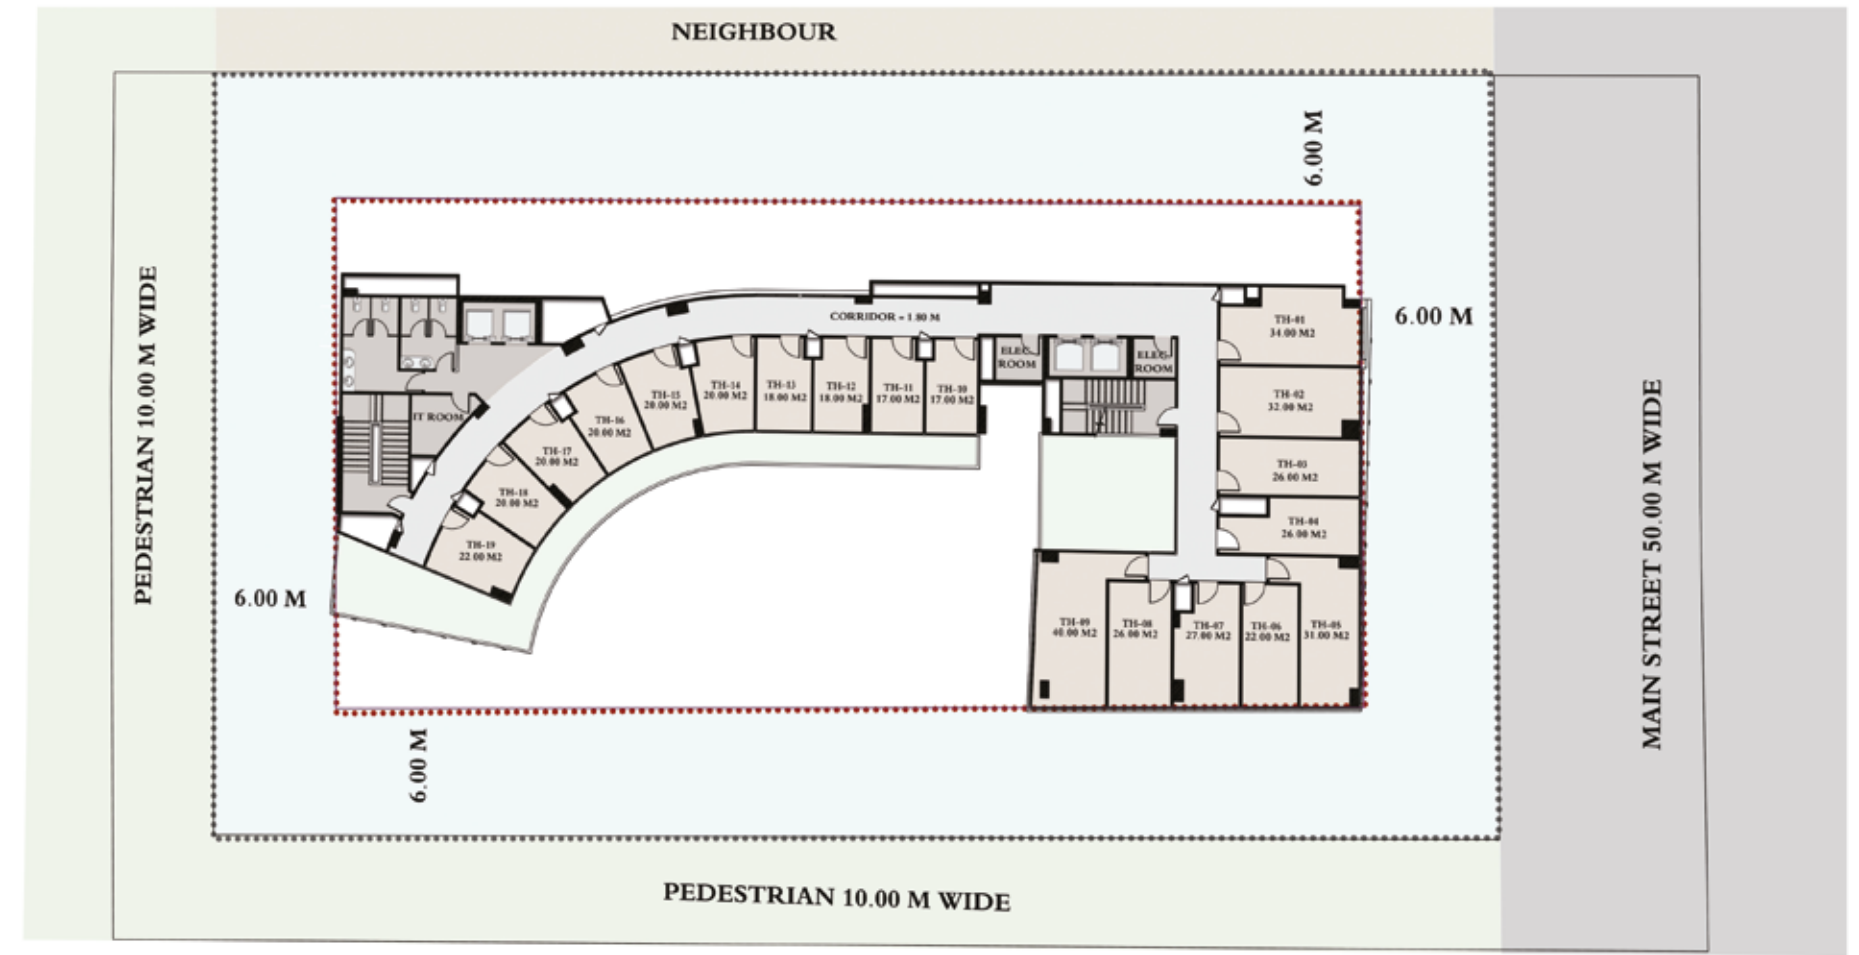 NEIGHBOUR
6.00 M
PEDESTRIAN 10.00 M WIDE
6.00 M
MAIN STREET 50.00 M WIDE
CORRIDOR = 1.80 M
TH-01
34.00 M2
ELEC.
ROOM
ELEC.
ROOM
TH-02
32.00 M2
TH-15
20.00 M2
TH-14
20.00 M2
TH-13
18.00 M2
TH-12
18.00 M2
TH-11
17.00 M2
TH-10
17.00 M2
IT ROOM
TH-16
20.00 M2
TH-17
20.00 M2
TH-03
26.00 M2
TH-18
20.00 M2
TH-04
26.00 M2
TH-19
22.00 M2
6.00 M
TH-09
40.00 M2
TH-08
26.00 M2
TH-07
27.00 M2
TH-06
22.00 M2
TH-05
31.00 M2
6.00 M
PEDESTRIAN 10.00 M WIDE